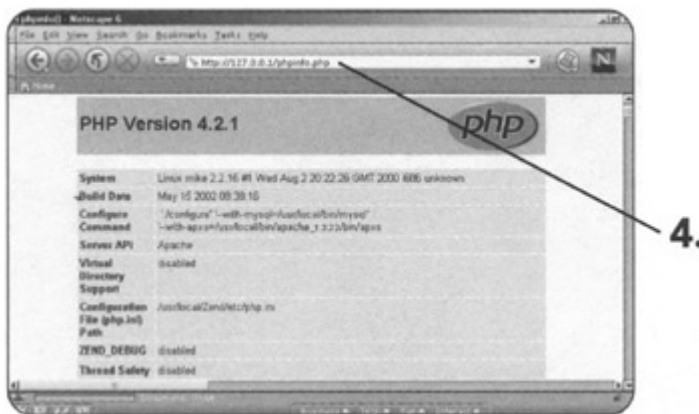 phpinfo() - Netscape 6
File Edit View Search Go Bookmarks Tasks Help
http://127.0.0.1/phpinfo.php
Home
PHP Version 4.2.1
php
System Linux mike 2.2.16 #1 Wed Aug 2 20:22:26 GMT 2000 i686 unknown
Build Date May 15 2002 08:38:16
Configure Command './configure' '--with-mysql=/usr/local/bin/mysql' '--with-apxs=/usr/local/bin/apache_1.3.23/bin/apxs
Server API Apache
Virtual Directory Support disabled
Configuration File (php.ini) Path /usr/local/Zend/etc/php.ini
ZEND_DEBUG disabled
Thread Safety disabled
4.